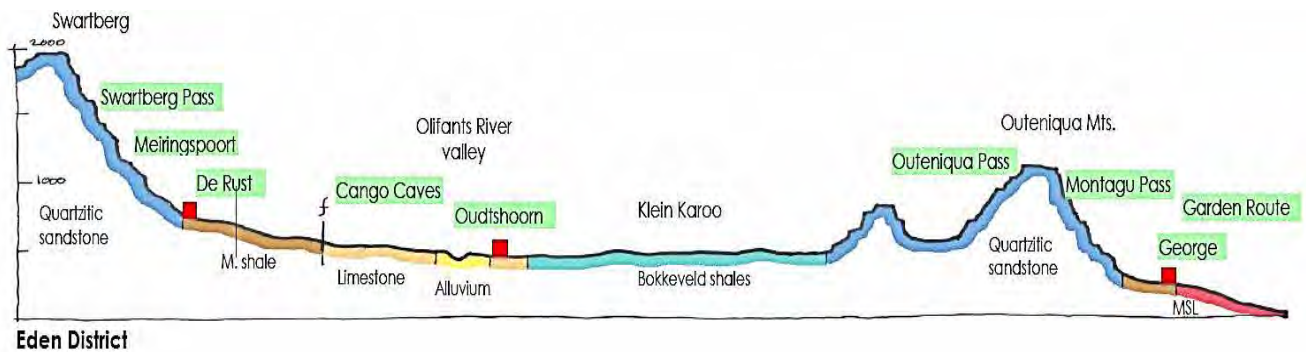 Swartberg
2000
Swartberg Pass
Meiringspoort
De Rust
1000
Quartzitic
sandstone
M. shale
f
Cango Caves
Limestone
Olifants River
valley
Alluvium
Oudtshoorn
Klein Karoo
Bokkeveld shales
Outeniqua Mts.
Outeniqua Pass
Montagu Pass
Quartzitic
sandstone
Garden Route
George
MSL
Eden District